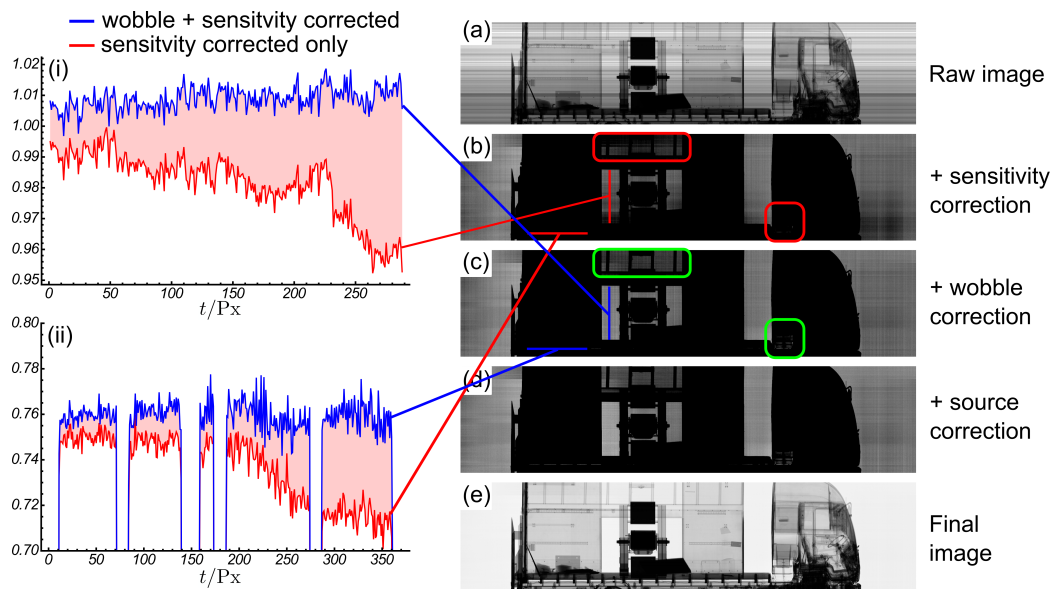 wobble + sensitvity corrected
sensitvity corrected only
(i)
1.02
1.01
1.00
0.99
0.98
0.97
0.96
0.95
0
50
100
150
200
250
t/Px
(ii)
0.80
0.78
0.76
0.74
0.72
0.70
0
50
100
150
200
250
300
350
t/Px
(a)
Raw image
(b)
+ sensitivity
correction
(c)
+ wobble
correction
(d)
+ source
correction
(e)
Final
image